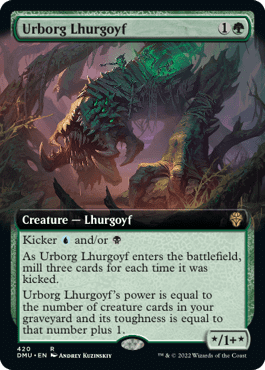 Urborg Lhurgoyf 1
Creature — Lhurgoyf
Kicker and/or
As Urborg Lhurgoyf enters the battlefield,
mill three cards for each time it was
kicked.
Urborg Lhurgoyf's power is equal to
the number of creature cards in your
graveyard and its toughness is equal to
that number plus 1.
*/1+*
420 R
DMU • EN Andrey Kuzinskiy
™ & © 2022 Wizards of the Coast